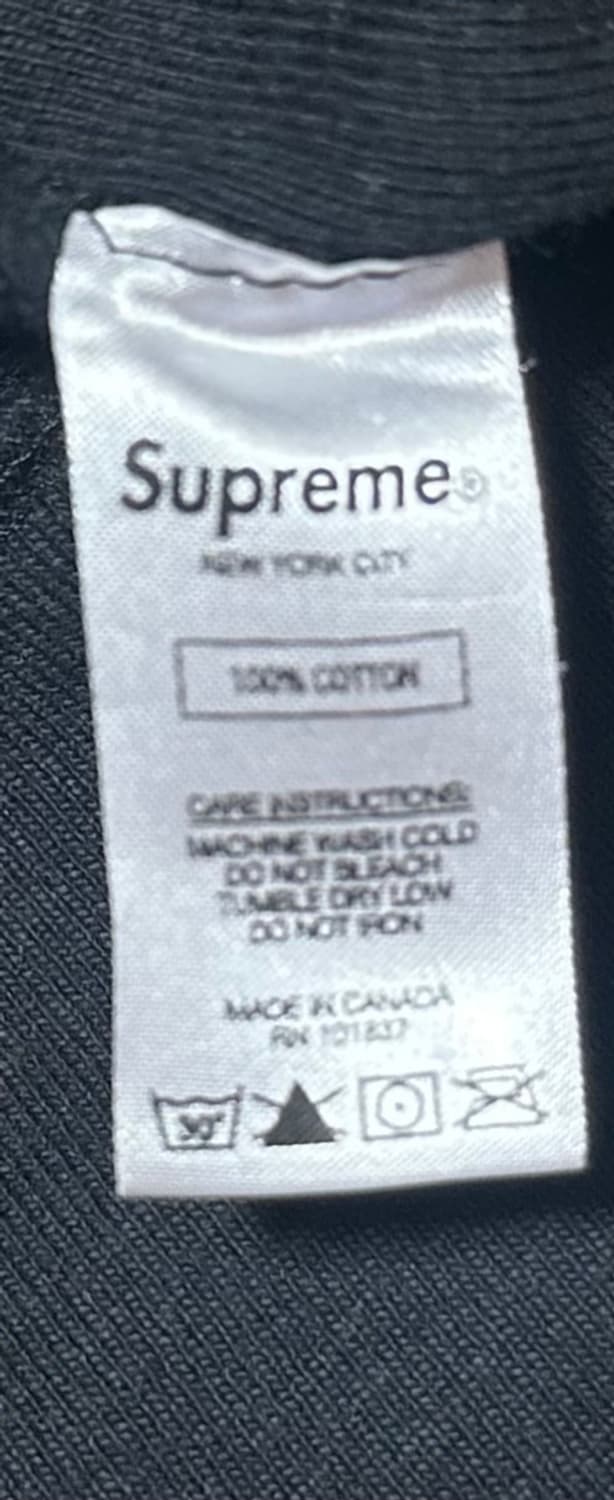 Supreme®
NEW YORK CITY
100% COTTON
CARE INSTRUCTIONS:
MACHINE WASH COLD
DO NOT BLEACH
TUMBLE DRY LOW
DO NOT IRON
MADE IN CANADA
RN 101837
30°